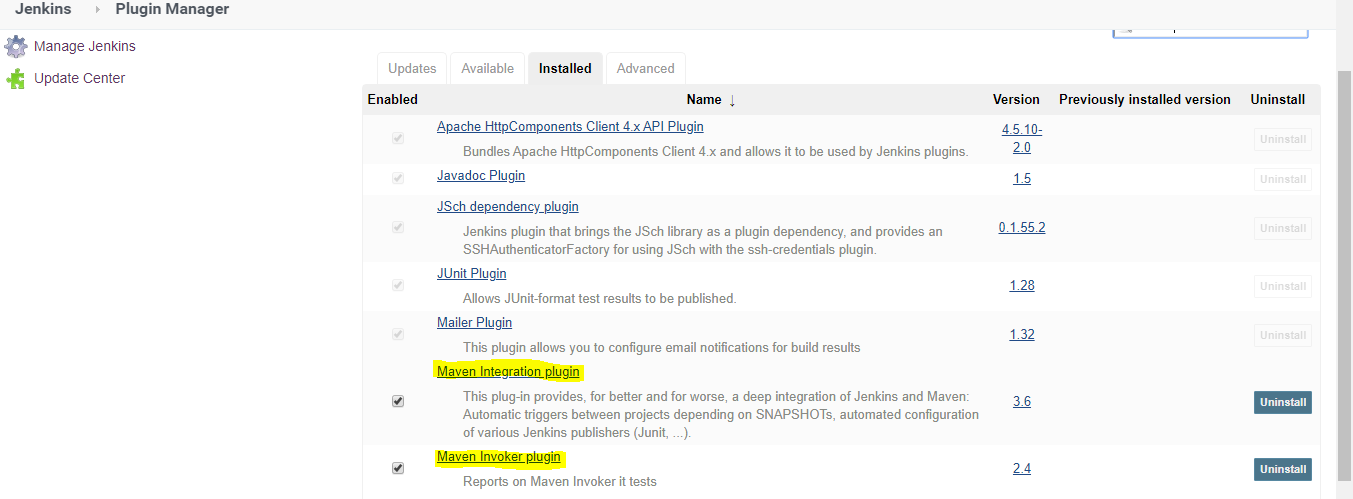 Jenkins Plugin Manager
Manage Jenkins
Update Center
Updates Available Installed Advanced
Enabled Name ↓ Version Previously installed version Uninstall
Apache HttpComponents Client 4.x API Plugin
Bundles Apache HttpComponents Client 4.x and allows it to be used by Jenkins plugins.
4.5.10-
2.0
Uninstall
Javadoc Plugin
1.5
Uninstall
JSch dependency plugin
Jenkins plugin that brings the JSch library as a plugin dependency, and provides an
SSHAuthenticatorFactory for using JSch with the ssh-credentials plugin.
0.1.55.2
Uninstall
JUnit Plugin
Allows JUnit-format test results to be published.
1.28
Uninstall
Mailer Plugin
This plugin allows you to configure email notifications for build results
1.32
Uninstall
Maven Integration plugin
This plug-in provides, for better and for worse, a deep integration of Jenkins and Maven:
Automatic triggers between projects depending on SNAPSHOTs, automated configuration
of various Jenkins publishers (Junit, ...).
3.6
Uninstall
Maven Invoker plugin
Reports on Maven Invoker it tests
2.4
Uninstall